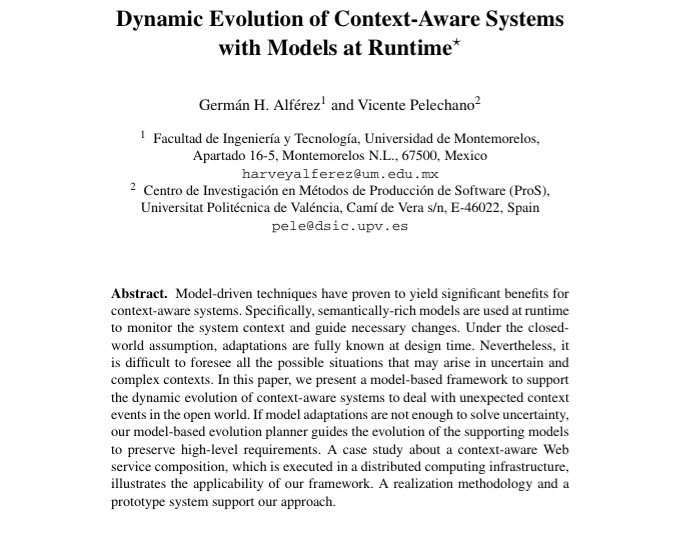 Dynamic Evolution of Context-Aware Systems
with Models at Runtime*
Germán H. Alférez1 and Vicente Pelechano2
1 Facultad de Ingeniería y Tecnología, Universidad de Montemorelos,
Apartado 16-5, Montemorelos N.L., 67500, Mexico
harveyalferez@um.edu.mx
2 Centro de Investigación en Métodos de Producción de Software (ProS),
Universitat Politécnica de Valéncia, Camí de Vera s/n, E-46022, Spain
pele@dsic.upv.es
Abstract. Model-driven techniques have proven to yield significant benefits for
context-aware systems. Specifically, semantically-rich models are used at runtime
to monitor the system context and guide necessary changes. Under the closed-
world assumption, adaptations are fully known at design time. Nevertheless, it
is difficult to foresee all the possible situations that may arise in uncertain and
complex contexts. In this paper, we present a model-based framework to support
the dynamic evolution of context-aware systems to deal with unexpected context
events in the open world. If model adaptations are not enough to solve uncertainty,
our model-based evolution planner guides the evolution of the supporting models
to preserve high-level requirements. A case study about a context-aware Web
service composition, which is executed in a distributed computing infrastructure,
illustrates the applicability of our framework. A realization methodology and a
prototype system support our approach.